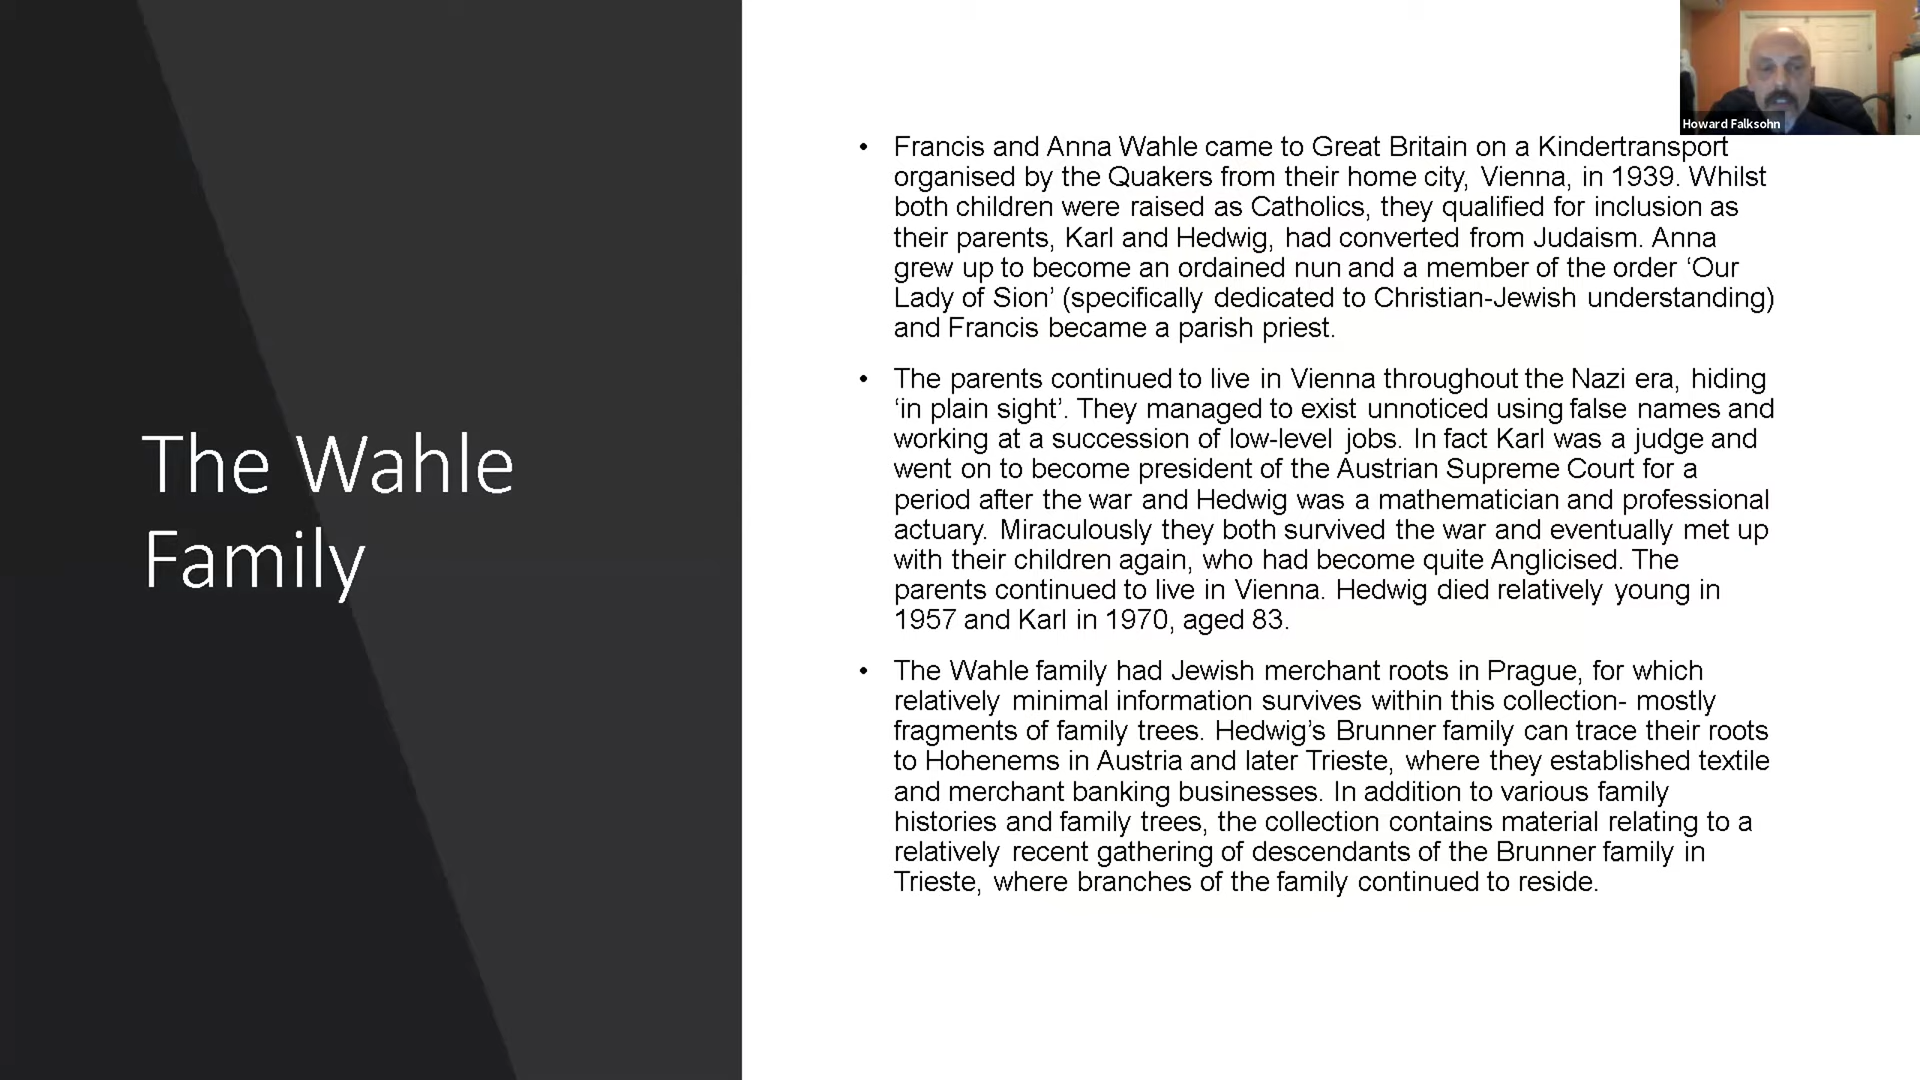 The Wahle
Family
Howard Falksohn
• Francis and Anna Wahle came to Great Britain on a Kindertransport
organised by the Quakers from their home city, Vienna, in 1939. Whilst
both children were raised as Catholics, they qualified for inclusion as
their parents, Karl and Hedwig, had converted from Judaism. Anna
grew up to become an ordained nun and a member of the order ‘Our
Lady of Sion’ (specifically dedicated to Christian-Jewish understanding)
and Francis became a parish priest.
• The parents continued to live in Vienna throughout the Nazi era, hiding
‘in plain sight’. They managed to exist unnoticed using false names and
working at a succession of low-level jobs. In fact Karl was a judge and
went on to become president of the Austrian Supreme Court for a
period after the war and Hedwig was a mathematician and professional
actuary. Miraculously they both survived the war and eventually met up
with their children again, who had become quite Anglicised. The
parents continued to live in Vienna. Hedwig died relatively young in
1957 and Karl in 1970, aged 83.
• The Wahle family had Jewish merchant roots in Prague, for which
relatively minimal information survives within this collection- mostly
fragments of family trees. Hedwig’s Brunner family can trace their roots
to Hohenems in Austria and later Trieste, where they established textile
and merchant banking businesses. In addition to various family
histories and family trees, the collection contains material relating to a
relatively recent gathering of descendants of the Brunner family in
Trieste, where branches of the family continued to reside.